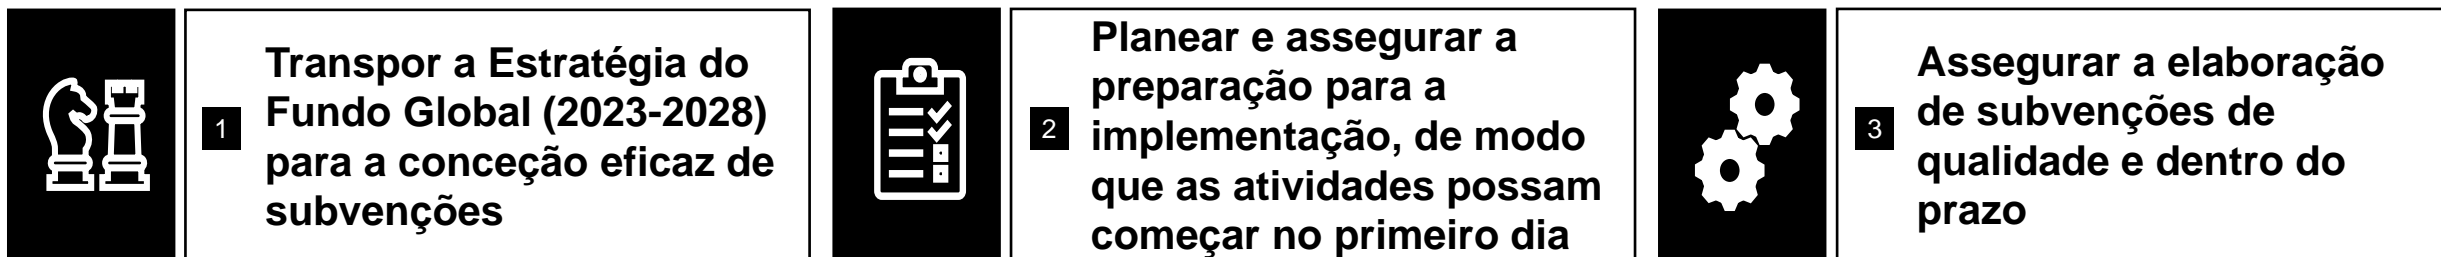 1
Transpor a Estratégia do
Fundo Global (2023-2028)
para a conceção eficaz de
subvenções
2
Planear e assegurar a
preparação para a
implementação, de modo
que as atividades possam
começar no primeiro dia
3
Assegurar a elaboração
de subvenções de
qualidade e dentro do
prazo